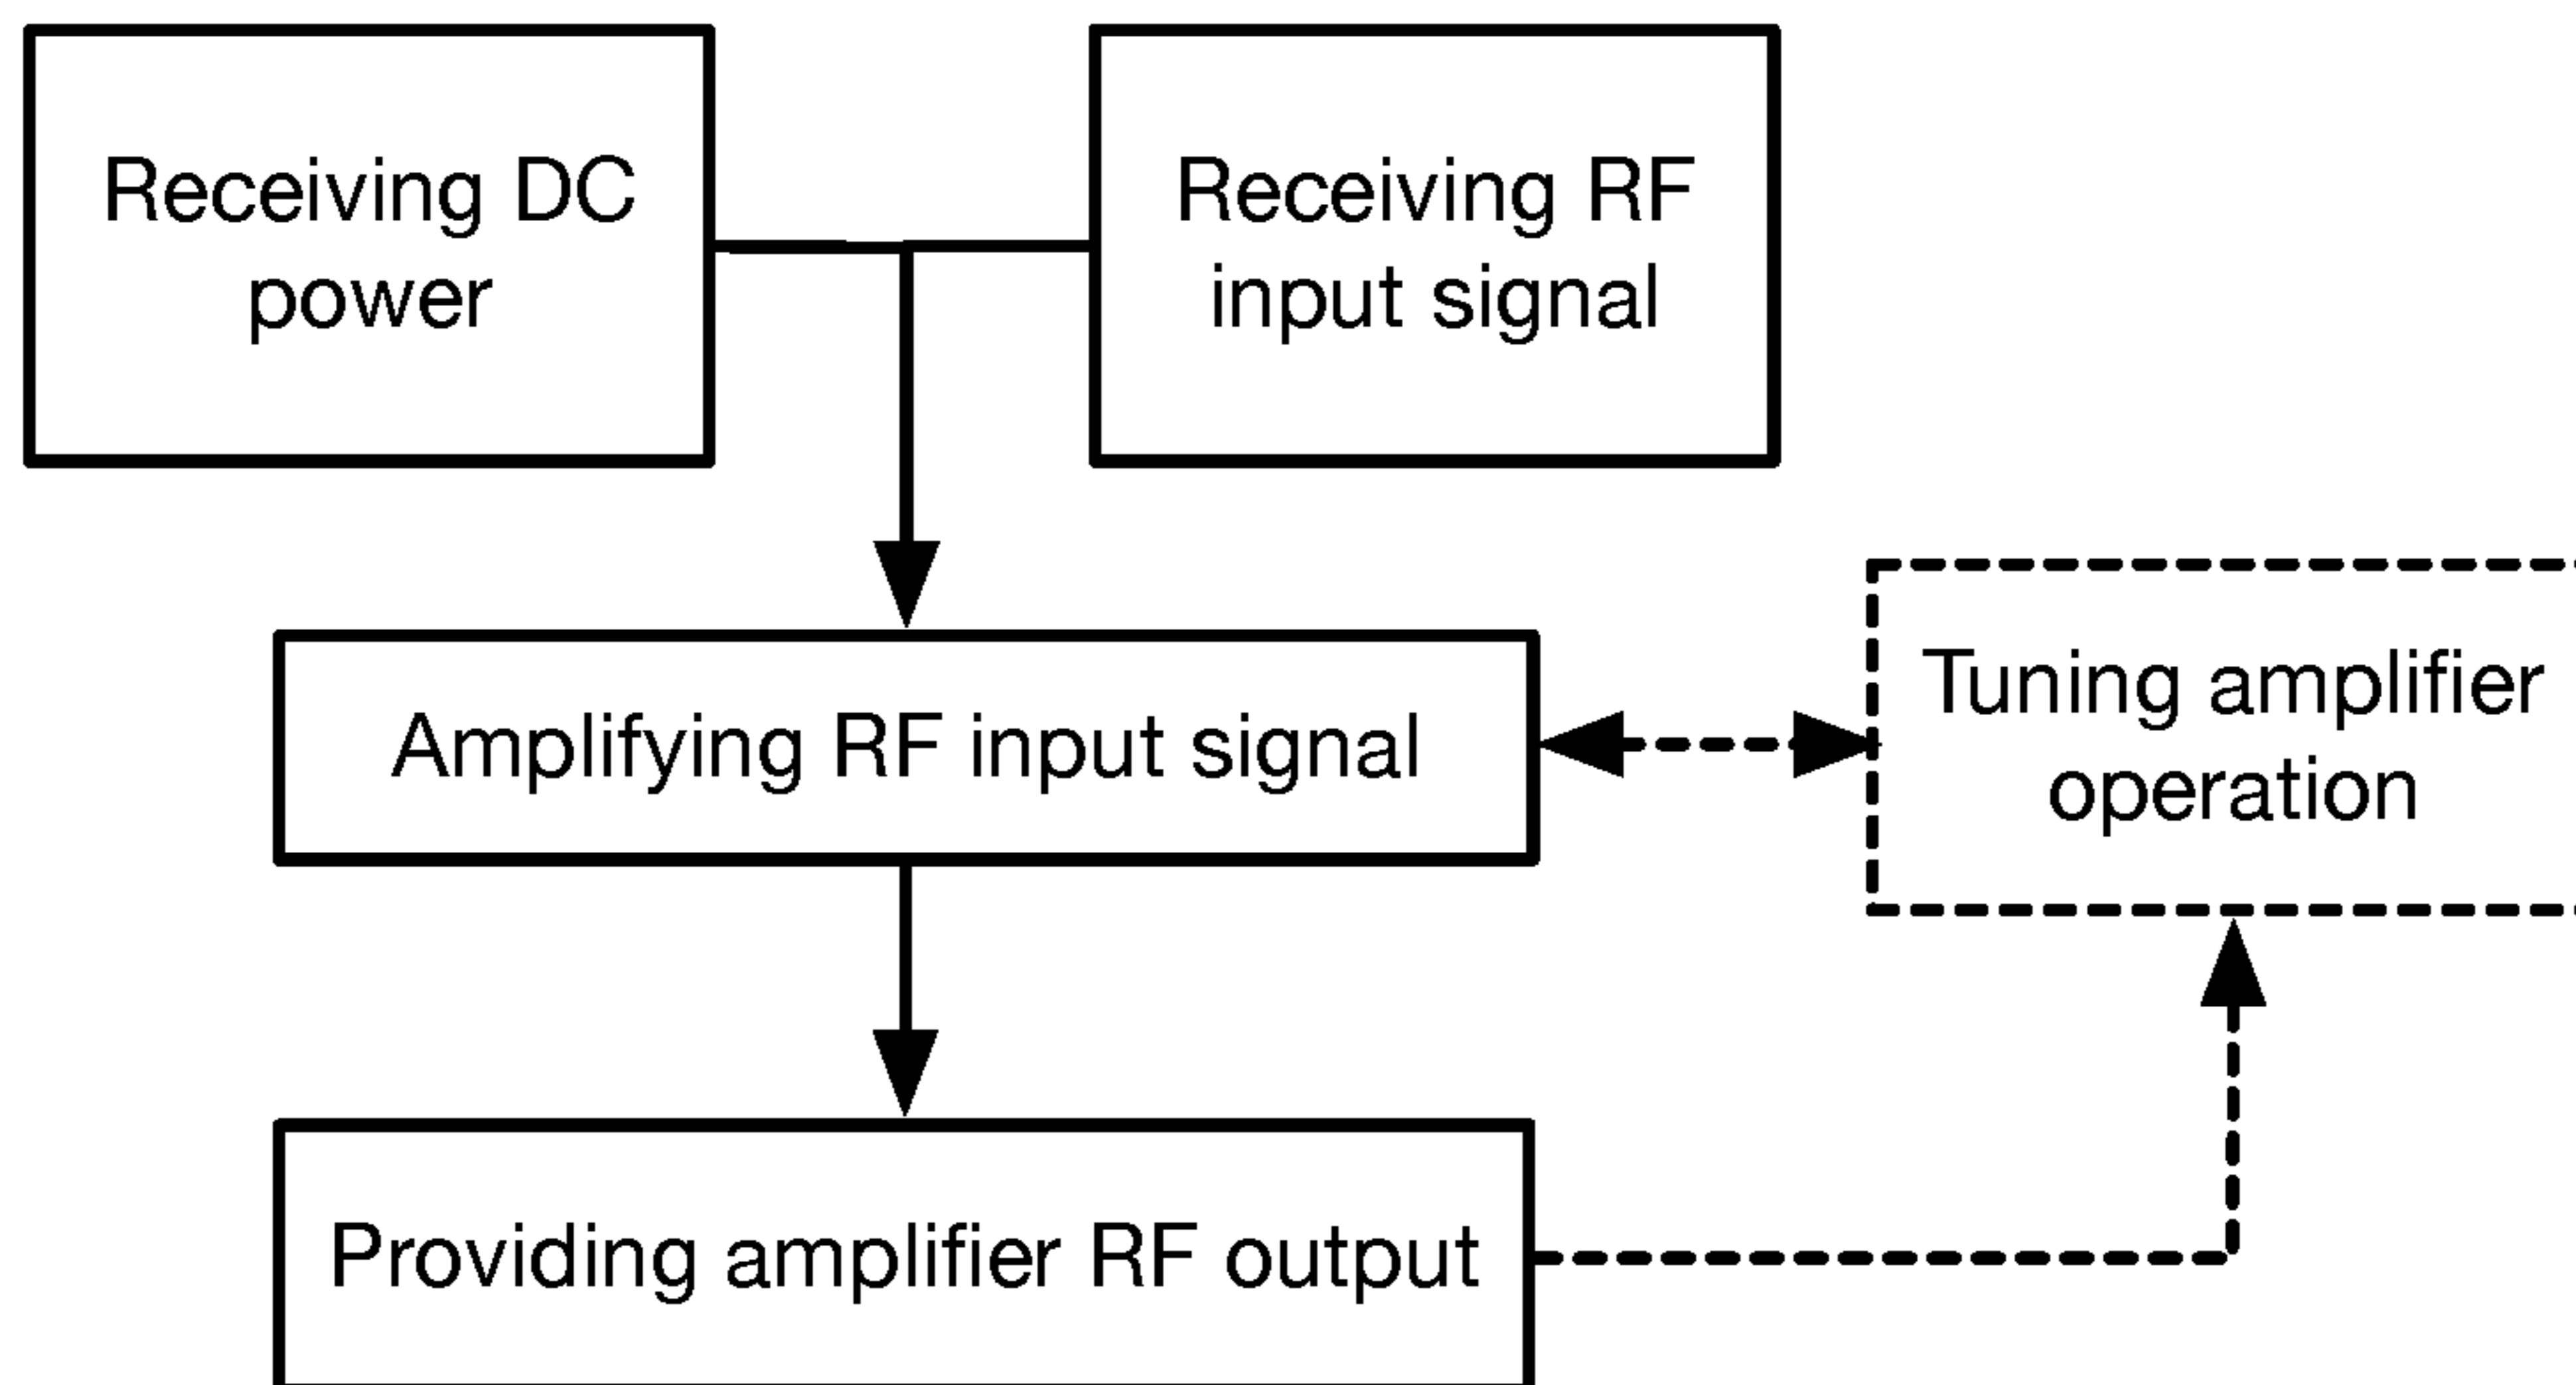 Receiving DC
power
Receiving RF
input signal
Amplifying RF input signal
Tuning amplifier
operation
Providing amplifier RF output